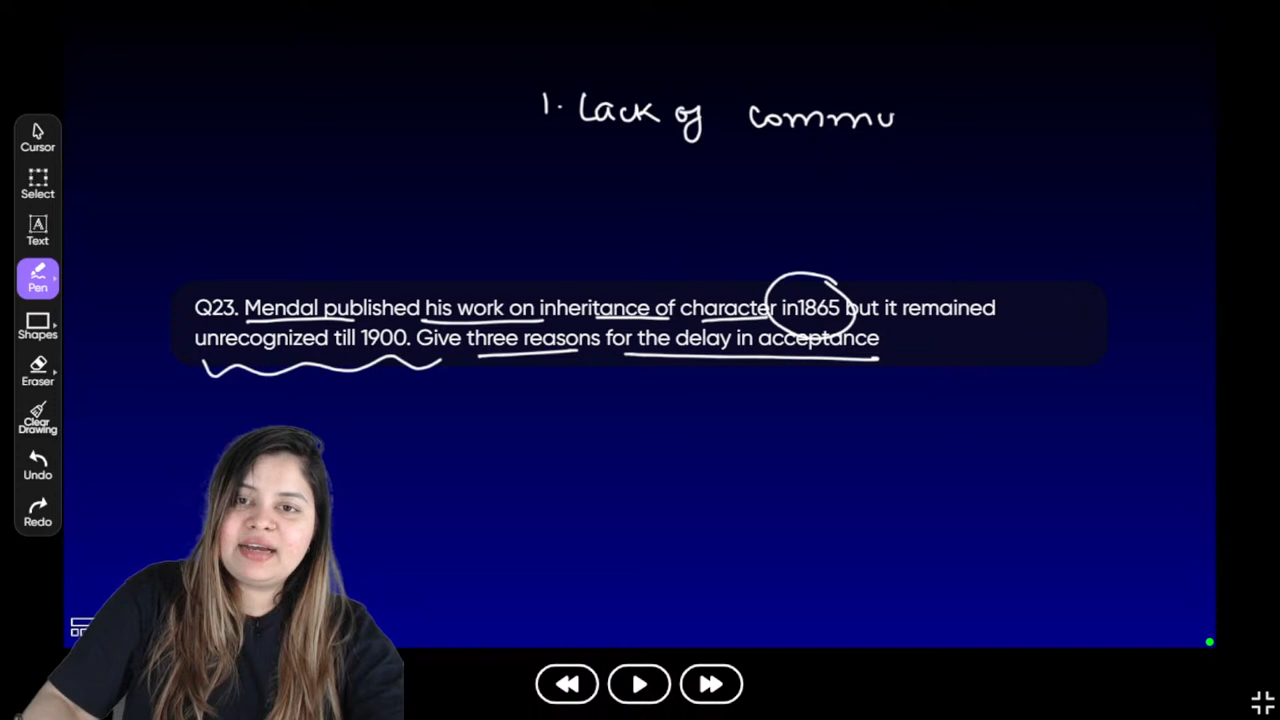 1. Lack of commu
Cursor
Select
Text
Pen
Shapes
Eraser
Clear
Drawing
Undo
Redo
Q23. Mendal published his work on inheritance of character in1865 but it remained
unrecognized till 1900. Give three reasons for the delay in acceptance